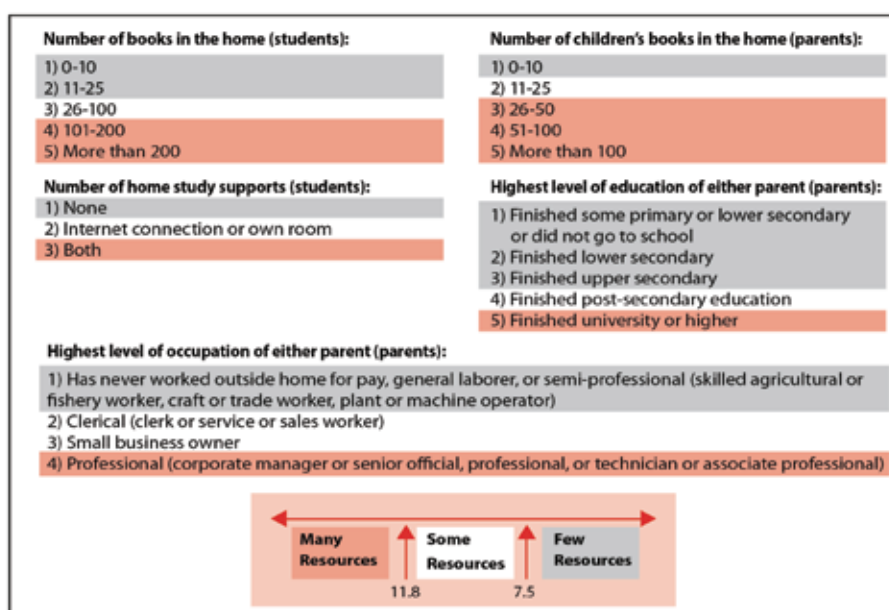 Number of books in the home (students):
1) 0-10
2) 11-25
3) 26-100
4) 101-200
5) More than 200
Number of children's books in the home (parents):
1) 0-10
2) 11-25
3) 26-50
4) 51-100
5) More than 100
Number of home study supports (students):
1) None
2) Internet connection or own room
3) Both
Highest level of education of either parent (parents):
1) Finished some primary or lower secondary
or did not go to school
2) Finished lower secondary
3) Finished upper secondary
4) Finished post-secondary education
5) Finished university or higher
Highest level of occupation of either parent (parents):
1) Has never worked outside home for pay, general laborer, or semi-professional (skilled agricultural or
fishery worker, craft or trade worker, plant or machine operator)
2) Clerical (clerk or service or sales worker)
3) Small business owner
4) Professional (corporate manager or senior official, professional, or technician or associate professional)
Many
Resources
Some
Resources
Few
Resources
11.8
7.5